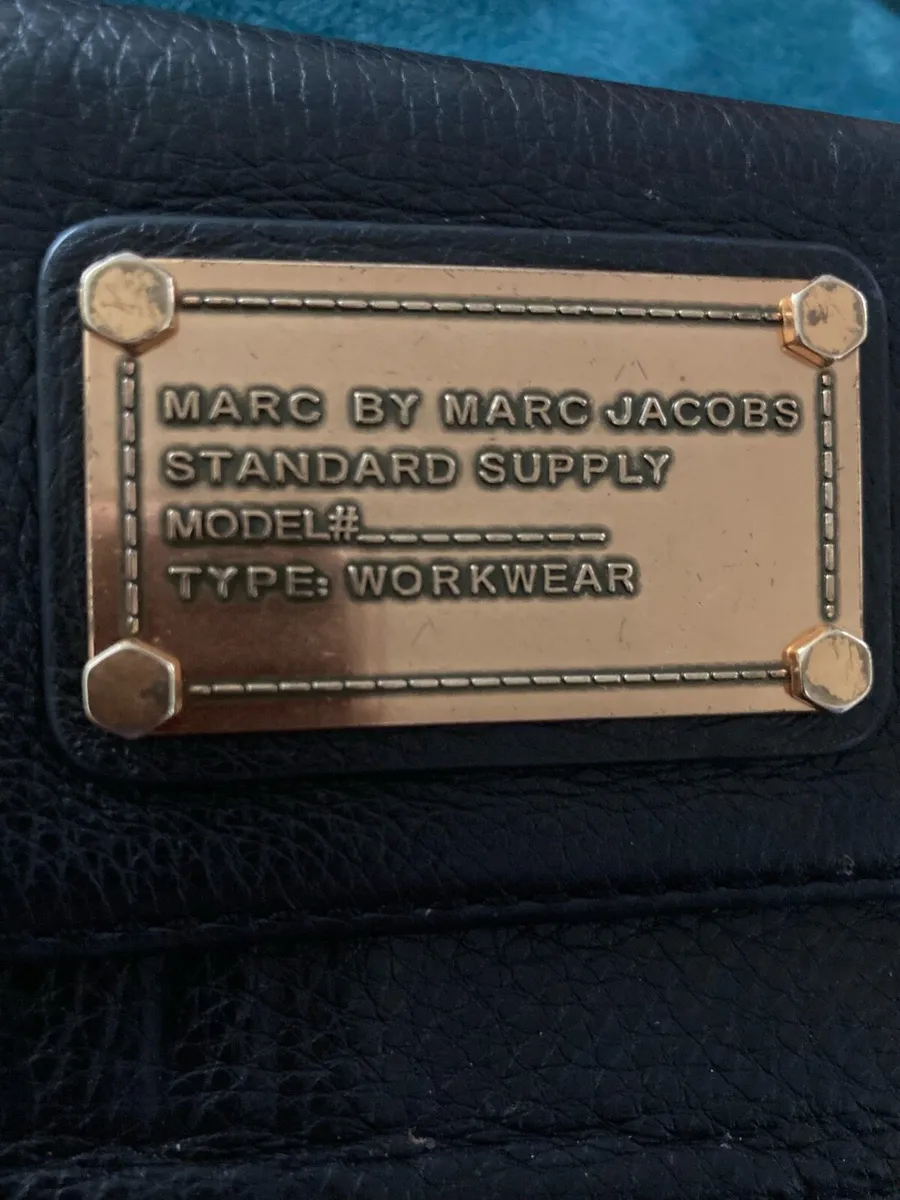 MARC BY MARC JACOBS
STANDARD SUPPLY
MODEL#_________
TYPE: WORKWEAR